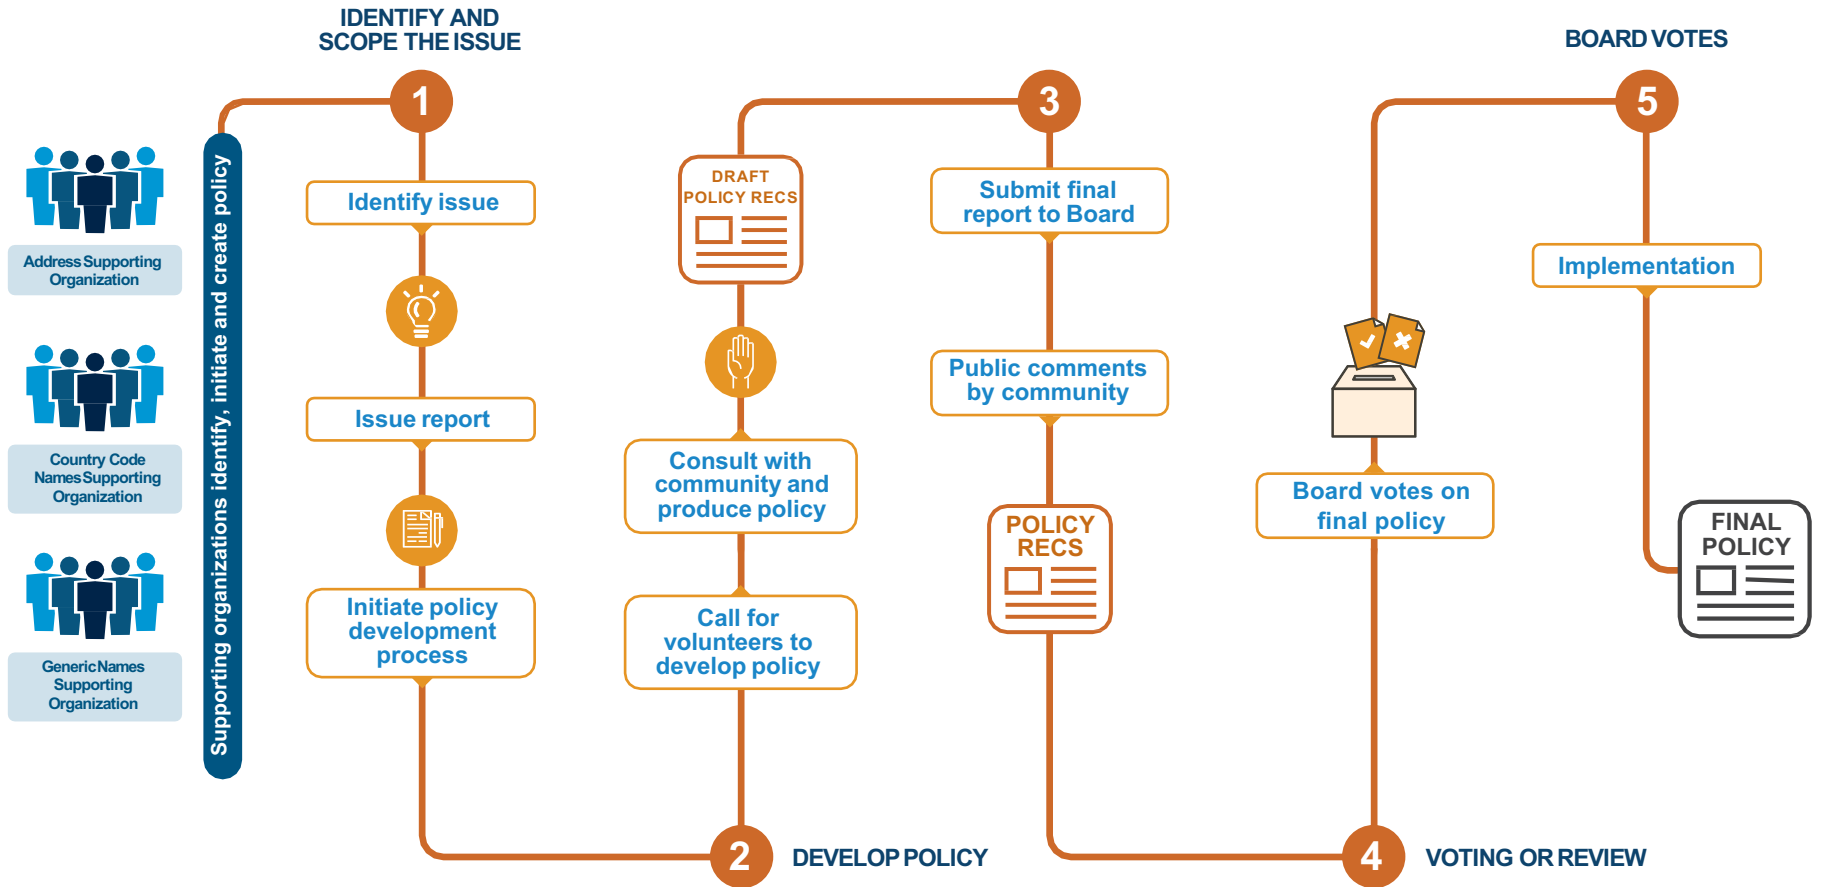 IDENTIFY AND
SCOPE THE ISSUE
BOARD VOTES
1
3
5
Address Supporting
Organization
Country Code
Names Supporting
Organization
Generic Names
Supporting
Organization
Supporting organizations identify, initiate and create policy
Identify issue
Issue report
Initiate policy
development
process
2
DEVELOP POLICY
Call for
volunteers to
develop policy
Consult with
community and
produce policy
DRAFT
POLICY RECS
Submit final
report to Board
Public comments
by community
POLICY
RECS
4
VOTING OR REVIEW
Board votes on
final policy
Implementation
FINAL
POLICY